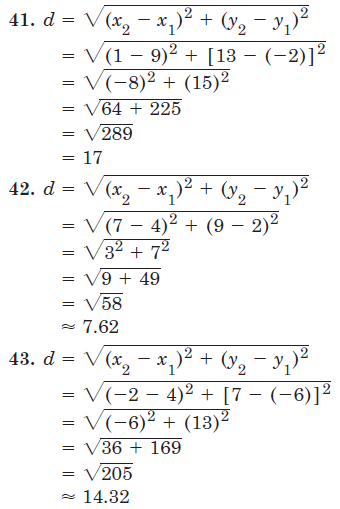 41. d = √(x₂ − x₁)² + (y₂ − y₁)²
= √(1 − 9)² + [13 − (−2)]²
= √(−8)² + (15)²
= √64 + 225
= √289
= 17
42. d = √(x₂ − x₁)² + (y₂ − y₁)²
= √(7 − 4)² + (9 − 2)²
= √3² + 7²
= √9 + 49
= √58
≈ 7.62
43. d = √(x₂ − x₁)² + (y₂ − y₁)²
= √(−2 − 4)² + [7 − (−6)]²
= √(−6)² + (13)²
= √36 + 169
= √205
≈ 14.32